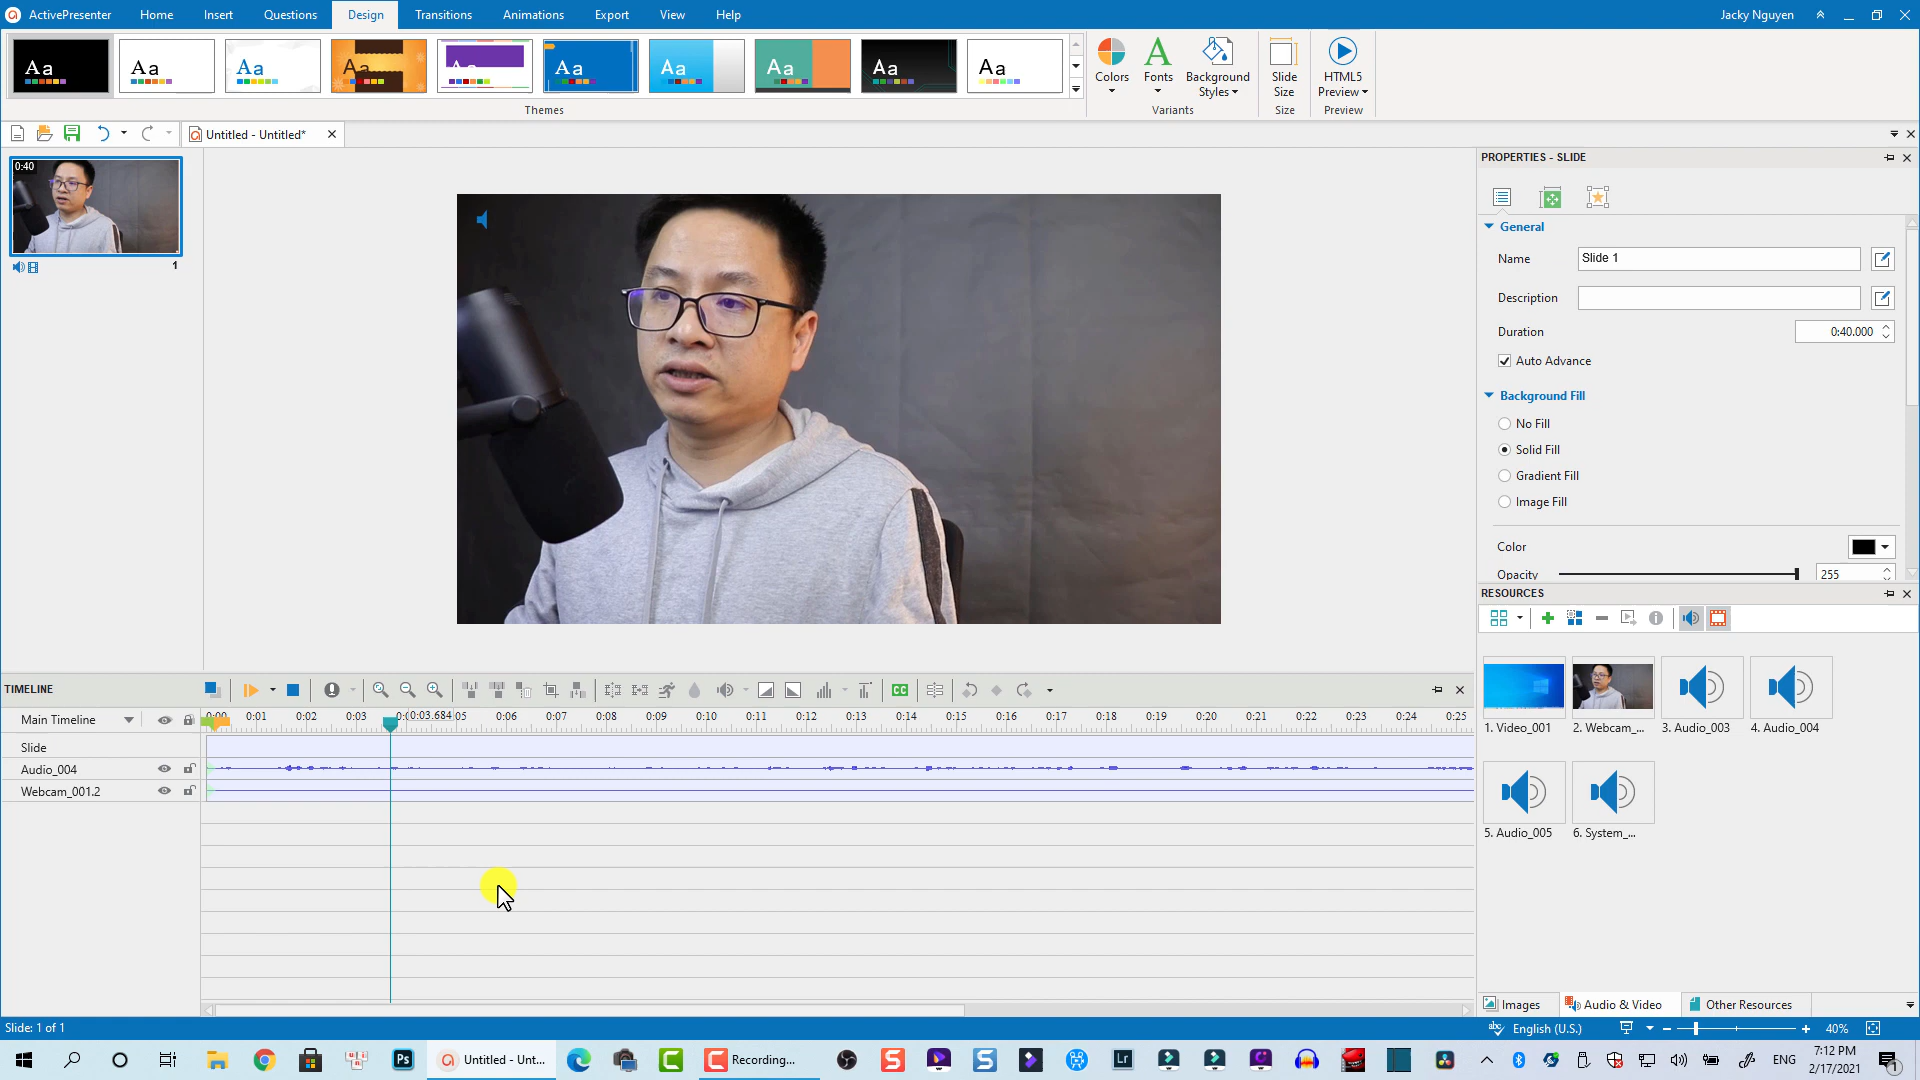 ActivePresenter Home Insert Questions Design Transitions Animations Export View Help Jacky Nguyen
Aa Aa Aa Aa Aa Aa Aa Aa Aa
Colors Fonts Background Styles Slide Size HTML5 Preview
Themes Variants Size Preview
Untitled - Untitled*
0:40
1
PROPERTIES - SLIDE
General
Name Slide 1
Description
Duration 0:40.000
Auto Advance
Background Fill
No Fill
Solid Fill
Gradient Fill
Image Fill
Color
Opacity 255
RESOURCES
1. Video_001 2. Webcam_... 3. Audio_003 4. Audio_004
5. Audio_005 6. System_...
Images Audio & Video Other Resources
TIMELINE
CC
Main Timeline 0:00 0:01 0:02 0:03 0:03.684 05 0:06 0:07 0:08 0:09 0:10 0:11 0:12 0:13 0:14 0:15 0:16 0:17 0:18 0:19 0:20 0:21 0:22 0:23 0:24 0:25
Slide
Audio_004
Webcam_001.2
Slide: 1 of 1 English (U.S.) 40%
Ps Untitled - Unt... Recording... Lr ENG 7:12 PM
2/17/2021 1